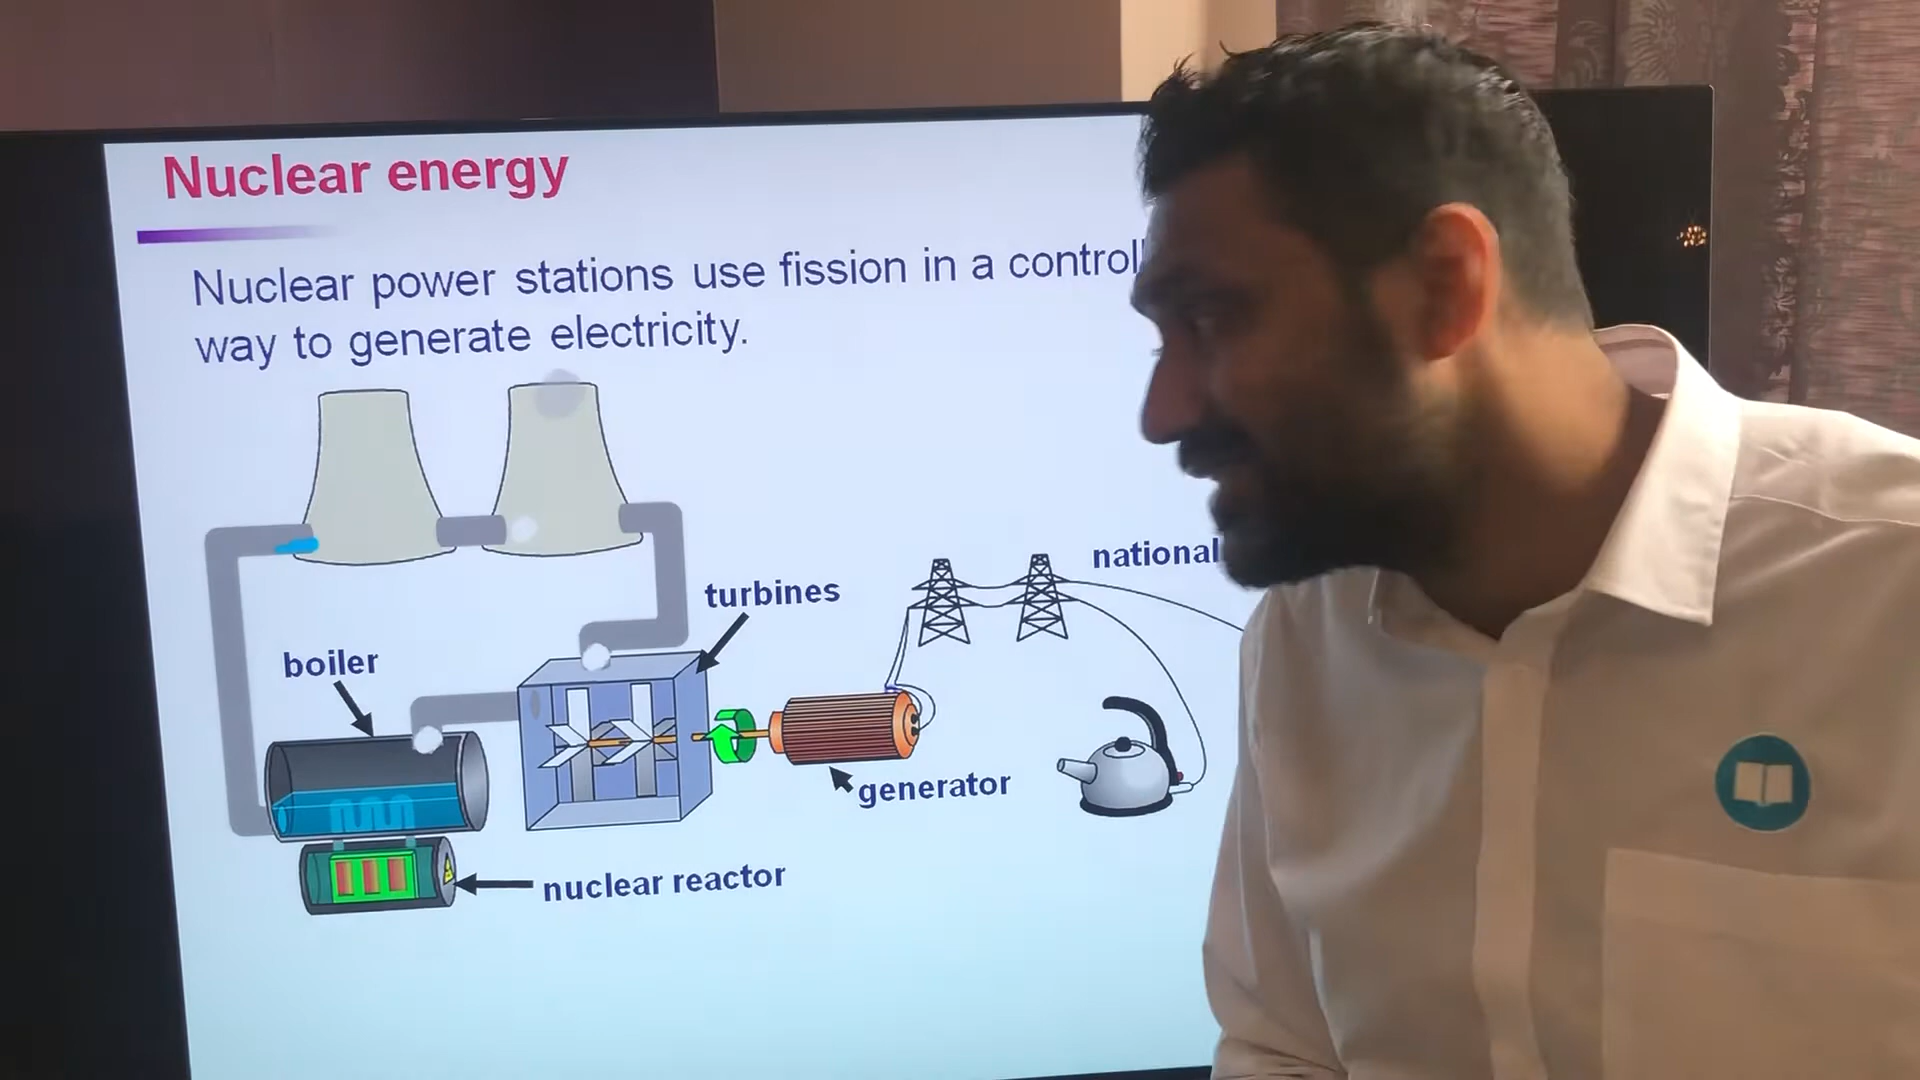 Nuclear energy
Nuclear power stations use fission in a controll
way to generate electricity.
turbines
national
boiler
generator
nuclear reactor